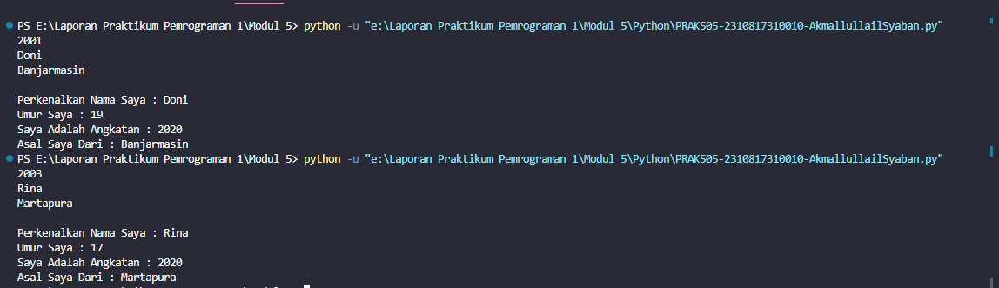 PS E:\Laporan Praktikum Pemrograman 1\Modul 5> python -u "e:\Laporan Praktikum Pemrograman 1\Modul 5\Python\PRAK505-2310817310010-AkmallullailSyaban.py"
2001
Doni
Banjarmasin
Perkenalkan Nama Saya : Doni
Umur Saya : 19
Saya Adalah Angkatan : 2020
Asal Saya Dari : Banjarmasin
PS E:\Laporan Praktikum Pemrograman 1\Modul 5> python -u "e:\Laporan Praktikum Pemrograman 1\Modul 5\Python\PRAK505-2310817310010-AkmallullailSyaban.py"
2003
Rina
Martapura
Perkenalkan Nama Saya : Rina
Umur Saya : 17
Saya Adalah Angkatan : 2020
Asal Saya Dari : Martapura